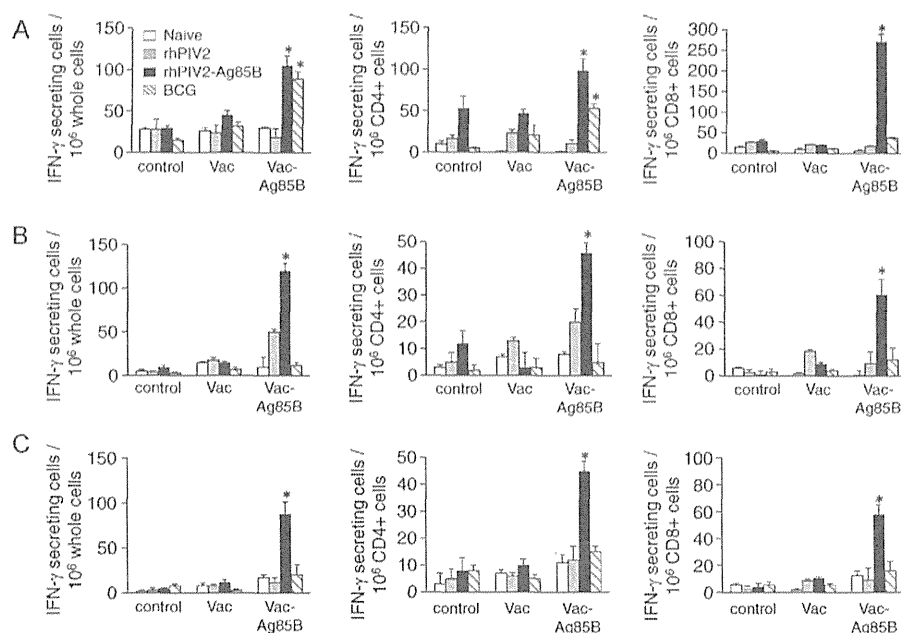 A
IFN-γ secreting cells /
10⁶ whole cells
150
100
50
0
Naive
rhPIV2
rhPIV2-Ag85B
BCG
*
*
control
Vac
Vac-
Ag85B
IFN-γ secreting cells /
10⁶ CD4+ cells
150
100
50
0
*
*
control
Vac
Vac-
Ag85B
IFN-γ secreting cells /
10⁶ CD8+ cells
300
250
200
150
100
50
0
*
control
Vac
Vac-
Ag85B
B
IFN-γ secreting cells /
10⁶ whole cells
150
100
50
0
*
control
Vac
Vac-
Ag85B
IFN-γ secreting cells /
10⁶ CD4+ cells
50
40
30
20
10
0
*
control
Vac
Vac-
Ag85B
IFN-γ secreting cells /
10⁶ CD8+ cells
100
80
60
40
20
0
*
control
Vac
Vac-
Ag85B
C
IFN-γ secreting cells /
10⁶ whole cells
150
100
50
0
*
control
Vac
Vac-
Ag85B
IFN-γ secreting cells /
10⁶ CD4+ cells
50
40
30
20
10
0
*
control
Vac
Vac-
Ag85B
IFN-γ secreting cells /
10⁶ CD8+ cells
100
80
60
40
20
0
*
control
Vac
Vac-
Ag85B